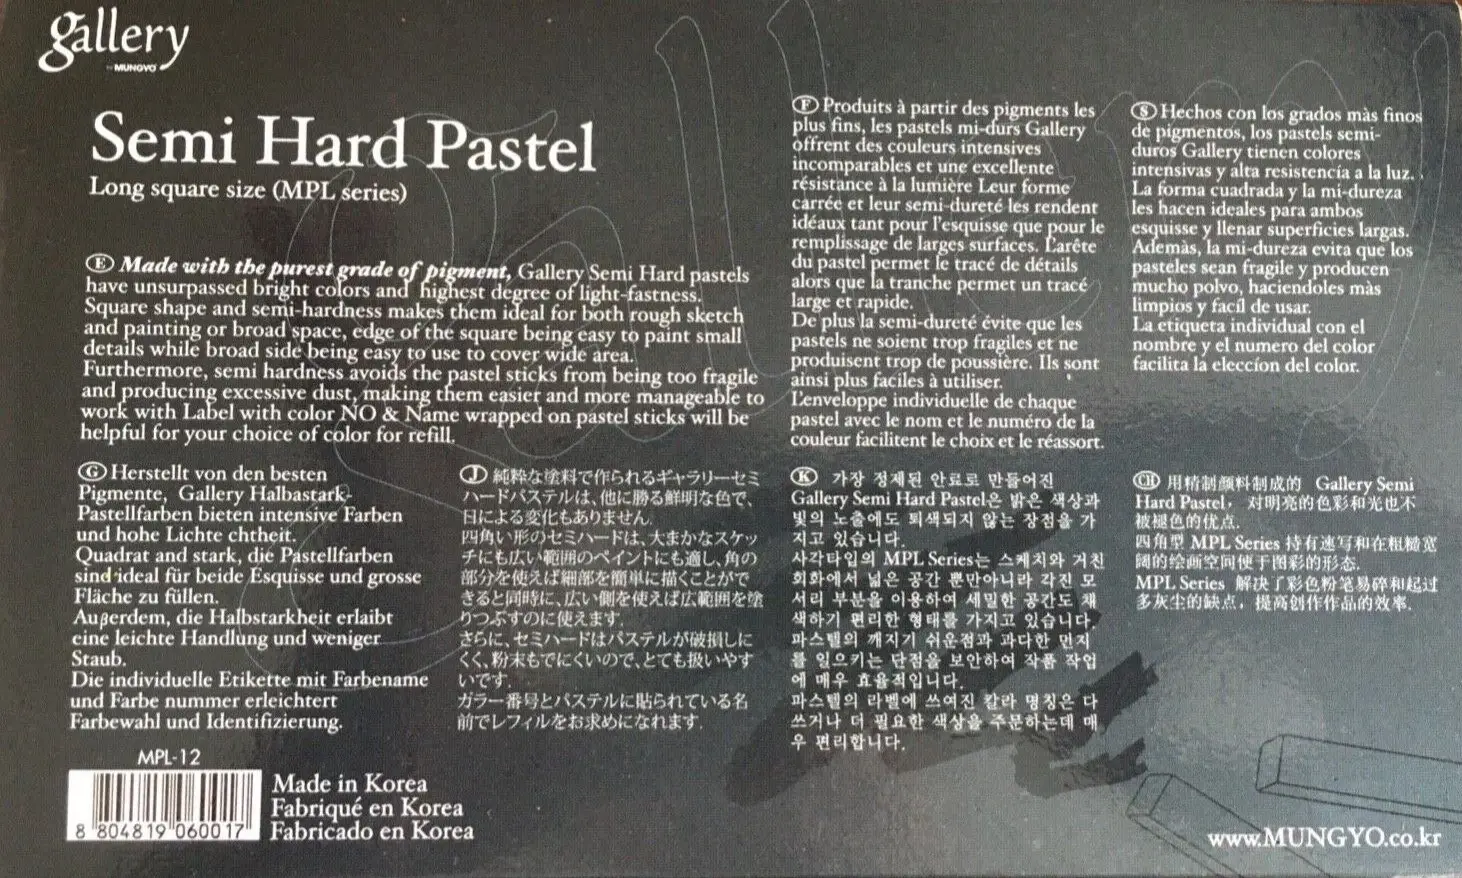 gallery
by MUNGYO
Semi Hard Pastel
Long square size (MPL series)
Ⓔ Made with the purest grade of pigment, Gallery Semi Hard pastels
have unsurpassed bright colors and highest degree of light-fastness.
Square shape and semi-hardness makes them ideal for both rough sketch
and painting or broad space, edge of the square being easy to paint small
details while broad side being easy to use to cover wide area.
Furthermore, semi hardness avoids the pastel sticks from being too fragile
and producing excessive dust, making them easier and more manageable to
work with Label with color NO & Name wrapped on pastel sticks will be
helpful for your choice of color for refill.
Ⓕ Produits à partir des pigments les
plus fins, les pastels mi-durs Gallery
offrent des couleurs intensives
incomparables et une excellente
résistance à la lumière Leur forme
carrée et leur semi-dureté les rendent
idéaux tant pour l'esquisse que pour le
remplissage de larges surfaces. L'arête
du pastel permet le tracé de détails
alors que la tranche permet un tracé
large et rapide.
De plus la semi-dureté évite que les
pastels ne soient trop fragiles et ne
produisent trop de poussière. Ils sont
ainsi plus faciles à utiliser.
L'enveloppe individuelle de chaque
pastel avec le nom et le numéro de la
couleur facilitent le choix et le réassort.
Ⓢ Hechos con los grados màs finos
de pigmentos, los pastels semi-
duros Gallery tienen colores
intensivas y alta resistencía a la luz.
La forma cuadrada y la mi-dureza
les hacen ideales para ambos
esquisse y llenar superficies largas.
Ademàs, la mi-dureza evita que los
pasteles sean fragile y producen
mucho polvo, haciendoles màs
limpios y facíl de usar.
La etiqueta individual con el
nombre y el numero del color
facilita la eleccíon del color.
Ⓖ Herstellt von den besten
Pigmente, Gallery Halbastark-
Pastellfarben bieten intensive Farben
und hohe Lichte chtheit.
Quadrat and stark, die Pastellfarben
sind ideal für beide Esquisse und grosse
Fläche zu füllen.
Auβerdem, die Halbstarkheit erlaibt
eine leichte Handlung und weniger
Staub.
Die individuelle Etikette mit Farbename
und Farbe nummer erleichtert
Farbewahl und Identifizierung.
Ⓙ 純粋な塗料で作られるギャラリーセミ
ハードパステルは、他に勝る鮮明な色で、
日による変化もありません.
四角い形のセミハードは、大まかなスケッ
チにも広い範囲のペイントにも適し、角の
部分を使えば細部を簡単に描くことがで
きると同時に、広い側を使えば広範囲を塗
りつぶすのに使えます.
さらに、セミハードはパステルが破損しに
くく、粉末もでにくいので、とても扱いやす
いです.
ガラー番号とパステルに貼られている名
前でレフィルをお求めになれます.
Ⓚ 가장 정제된 안료로 만들어진
Gallery Semi Hard Pastel은 밝은 색상과
빛의 노출에도 퇴색되지 않는 장점을 가
지고 있습니다.
사각타입의 MPL Series는 스케치와 거친
회화에서 넓은 공간 뿐만아니라 각진 모
서리 부분을 이용하여 세밀한 공간도 채
색하기 편리한 형태를 가지고 있습니다.
파스텔의 깨지기 쉬운점과 과다한 먼지
를 일으키는 단점을 보안하여 작품 작업
에 매우 효율적입니다.
파스텔의 라벨에 쓰여진 칼라 명칭은 다
쓰거나 더 필요한 색상을 주문하는데 매
우 편리합니다.
CH 用精制颜料制成的 Gallery Semi
Hard Pastel，对明亮的色彩和光也不
被褪色的优点.
四角型 MPL Series 持有速写和在粗糙宽
阔的绘画空间使于图彩的形态.
MPL Series 解决了彩色粉笔易碎和起过
多灰尘的缺点，提高创作作品的效率.
MPL-12
8 804819 060017
Made in Korea
Fabriqué en Korea
Fabricado en Korea
www.MUNGYO.co.kr